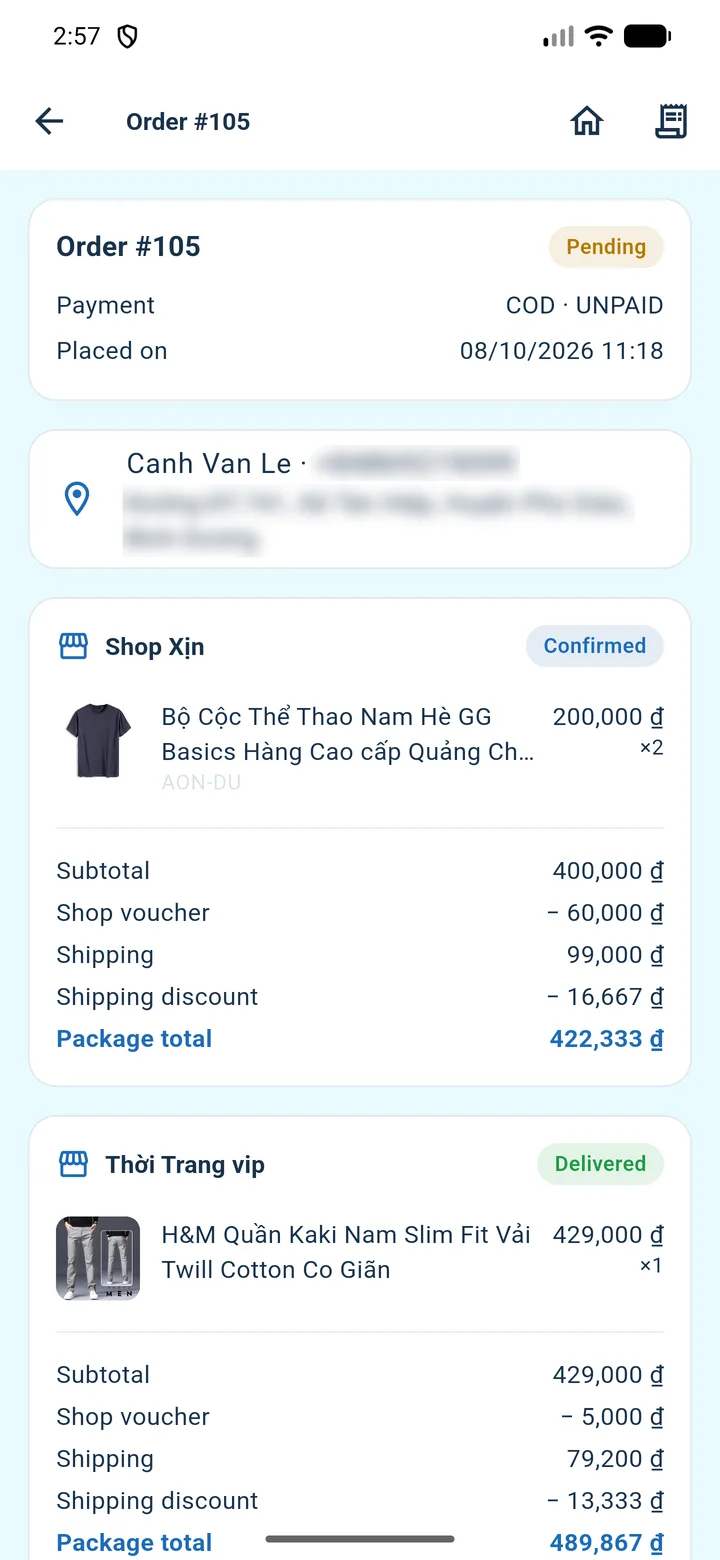 2:57
Order #105
Order #105
Pending
Payment
COD · UNPAID
Placed on
08/10/2026 11:18
Canh Van Le ·
Shop Xịn
Confirmed
Bộ Cộc Thể Thao Nam Hè GG
200,000 ₫
Basics Hàng Cao cấp Quảng Ch...
×2
AON-DU
Subtotal
400,000 ₫
Shop voucher
− 60,000 ₫
Shipping
99,000 ₫
Shipping discount
− 16,667 ₫
Package total
422,333 ₫
Thời Trang vip
Delivered
H&M Quần Kaki Nam Slim Fit Vải
429,000 ₫
Twill Cotton Co Giãn
×1
MEN
Subtotal
429,000 ₫
Shop voucher
− 5,000 ₫
Shipping
79,200 ₫
Shipping discount
− 13,333 ₫
Package total
489,867 ₫